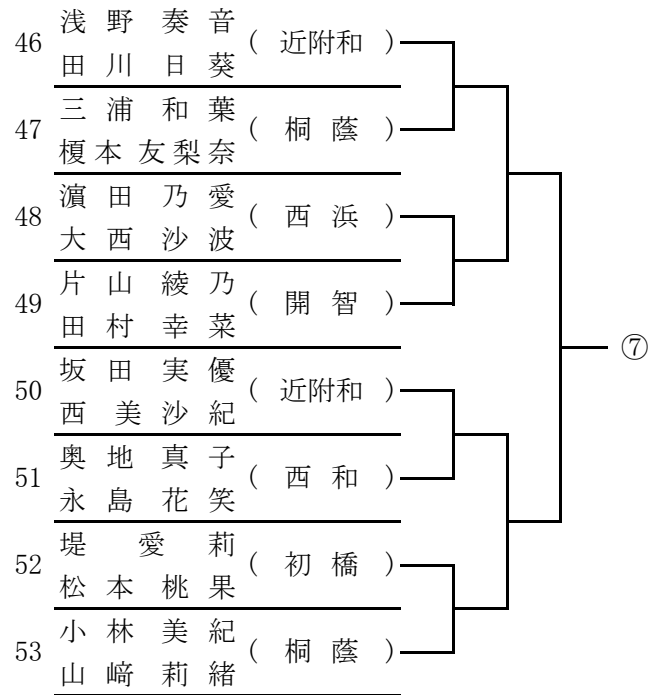 浅野奏音
46 ( 近附和 )
田川日葵
三浦和葉
47 ( 桐蔭 )
榎本友梨奈
濵田乃愛
48 ( 西浜 )
大西沙波
片山綾乃
49 ( 開智 )
田村幸菜
⑦
坂田実優
50 ( 近附和 )
西美沙紀
奥地真子
51 ( 西和 )
永島花笑
堤愛莉
52 ( 初橋 )
松本桃果
小林美紀
53 ( 桐蔭 )
山﨑莉緒